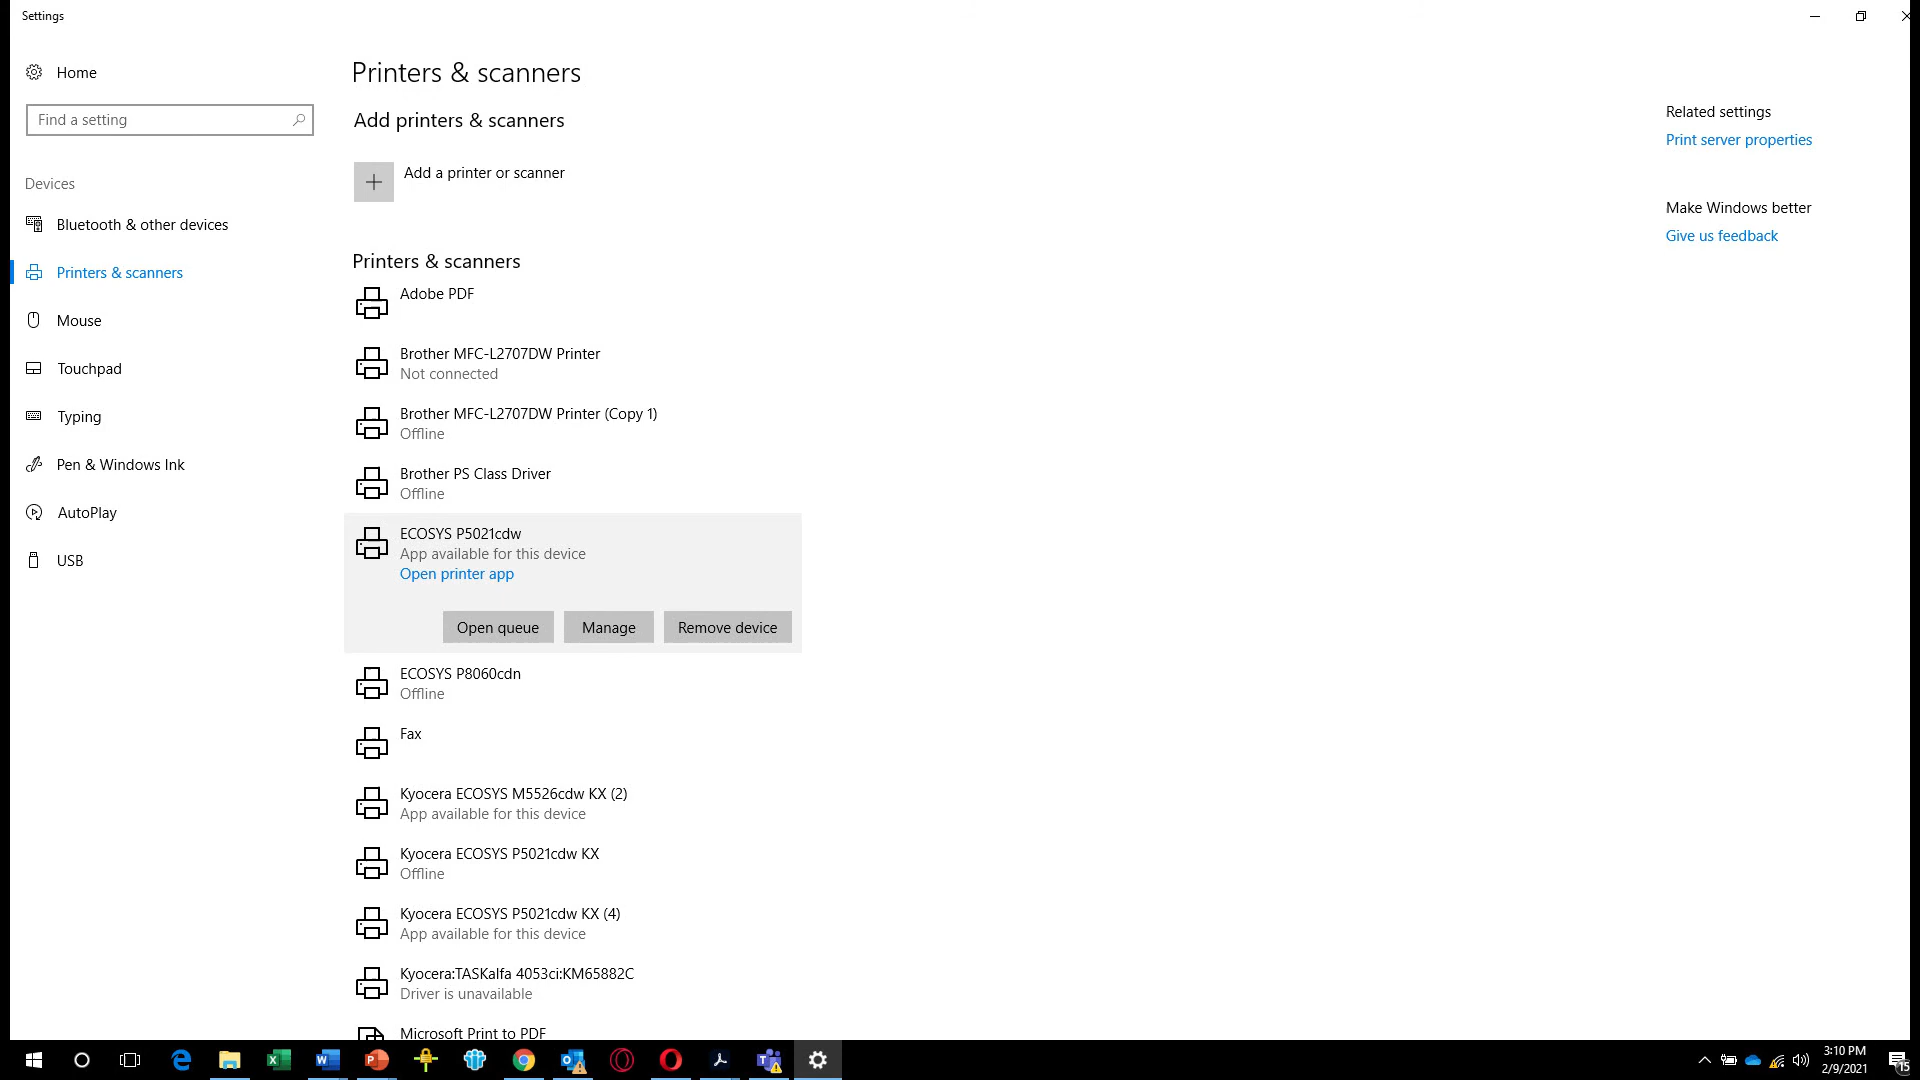 Settings
Home
Find a setting
Devices
Bluetooth & other devices
Printers & scanners
Mouse
Touchpad
Typing
Pen & Windows Ink
AutoPlay
USB
Printers & scanners
Add printers & scanners
Add a printer or scanner
Printers & scanners
Adobe PDF
Brother MFC-L2707DW Printer
Not connected
Brother MFC-L2707DW Printer (Copy 1)
Offline
Brother PS Class Driver
Offline
ECOSYS P5021cdw
App available for this device
Open printer app
Open queue
Manage
Remove device
ECOSYS P8060cdn
Offline
Fax
Kyocera ECOSYS M5526cdw KX (2)
App available for this device
Kyocera ECOSYS P5021cdw KX
Offline
Kyocera ECOSYS P5021cdw KX (4)
App available for this device
Kyocera:TASKalfa 4053ci:KM65882C
Driver is unavailable
Microsoft Print to PDF
Related settings
Print server properties
Make Windows better
Give us feedback
3:10 PM
2/9/2021
15